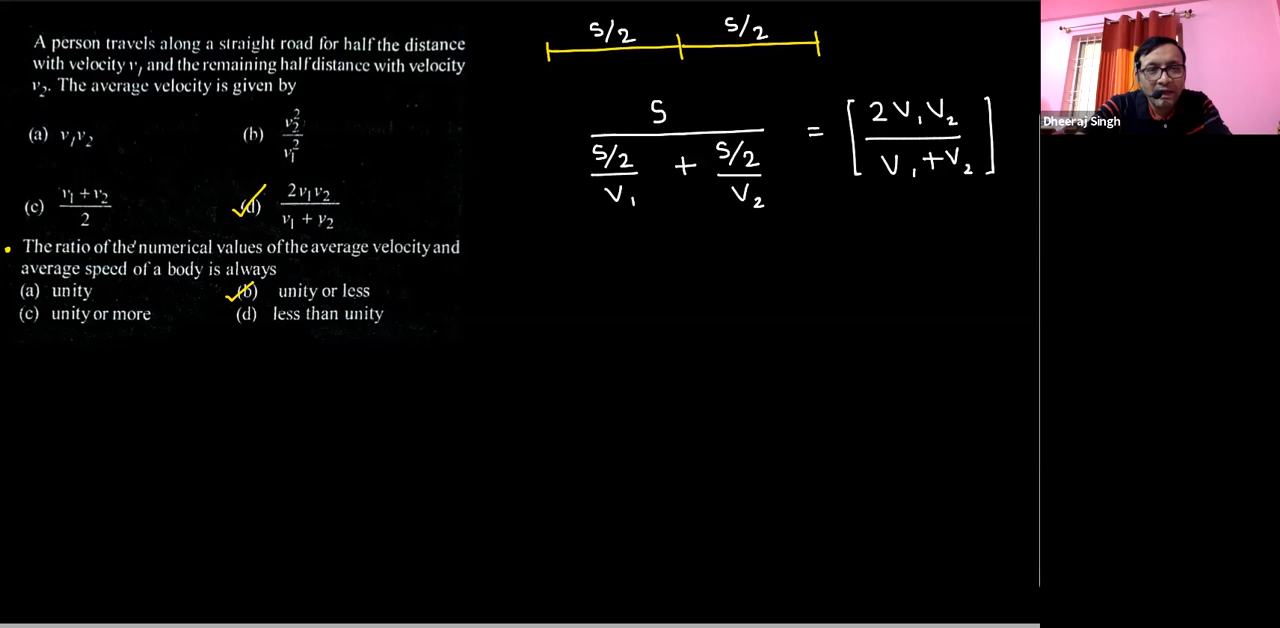 A person travels along a straight road for half the distance
with velocity v₁ and the remaining half distance with velocity
v₂. The average velocity is given by
(a) v₁v₂ (b) v₂²/v₁²
(c) (v₁ + v₂)/2 (d) 2v₁v₂/(v₁ + v₂)
The ratio of the numerical values of the average velocity and
average speed of a body is always
(a) unity (b) unity or less
(c) unity or more (d) less than unity
S/2 S/2
S/((S/2)/V₁ + (S/2)/V₂) = [2V₁V₂/(V₁+V₂)]
Dheeraj Singh